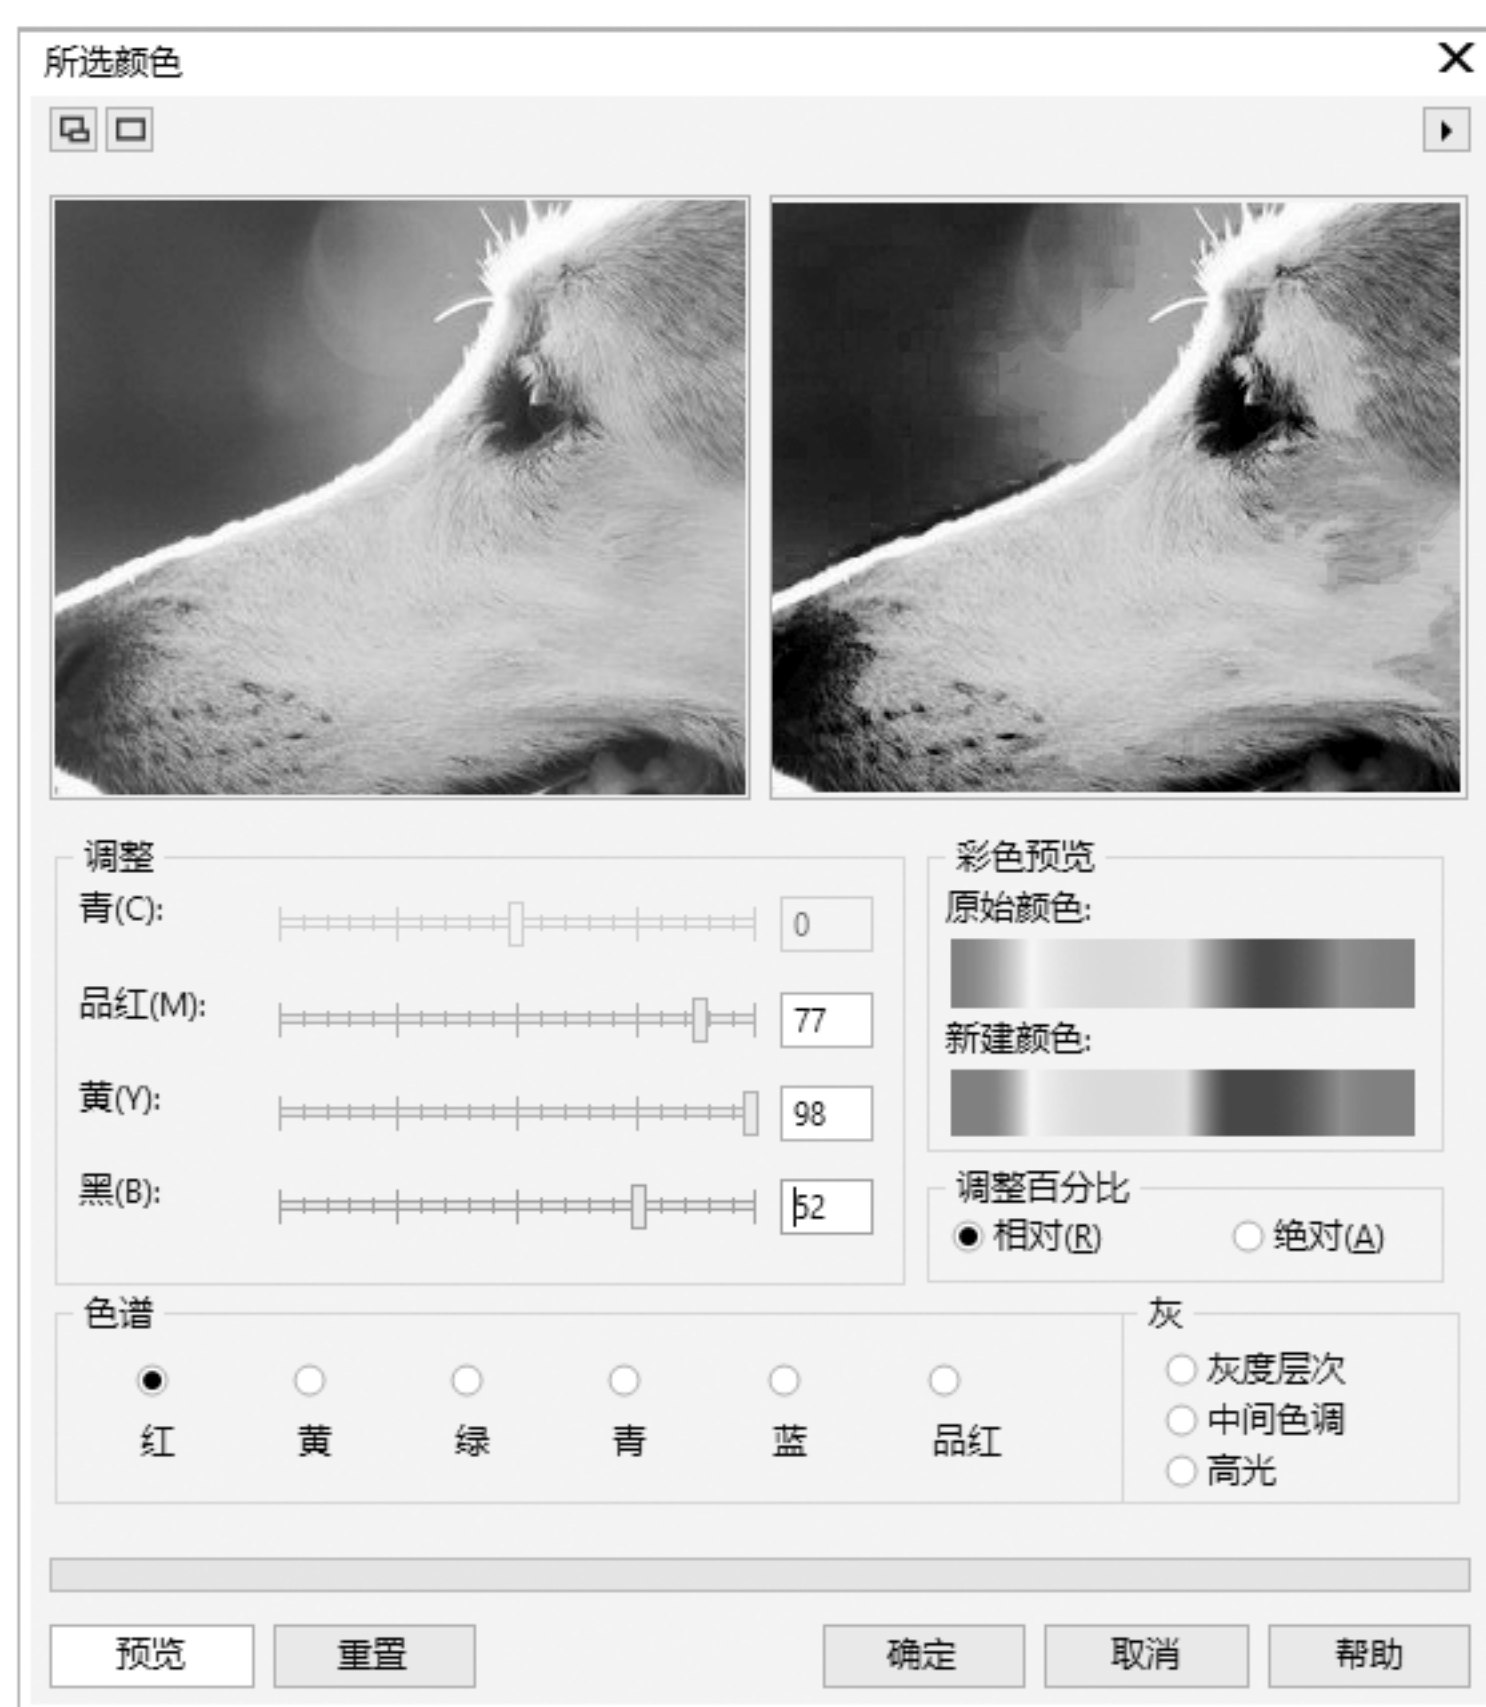 所选颜色
调整
青(C):
0
品红(M):
77
黄(Y):
98
黑(B):
52
彩色预览
原始颜色:
新建颜色:
调整百分比
相对(R)
绝对(A)
色谱
红
黄
绿
青
蓝
品红
灰
灰度层次
中间色调
高光
预览
重置
确定
取消
帮助